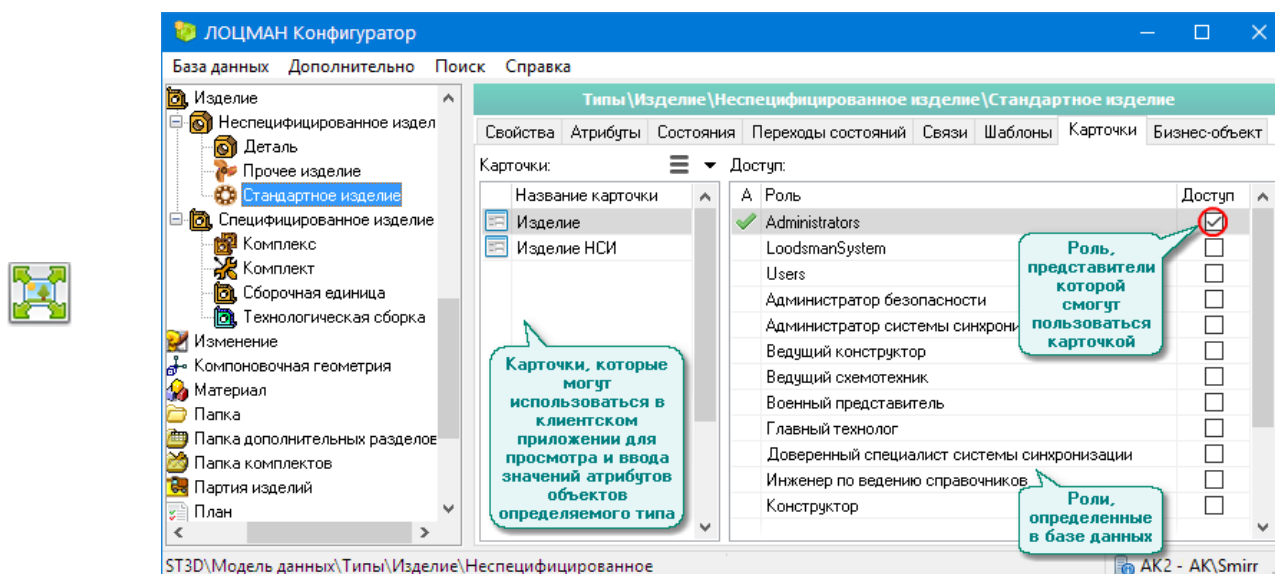 ЛОЦМАН Конфигуратор
База данных Дополнительно Поиск Справка
Изделие
Неспецифицированное издел
Деталь
Прочее изделие
Стандартное изделие
Специфицированное изделие
Комплекс
Комплект
Сборочная единица
Технологическая сборка
Изменение
Компоновочная геометрия
Материал
Папка
Папка дополнительных разделов
Папка комплектов
Партия изделий
План
Типы\Изделие\Неспецифицированное изделие\Стандартное изделие
Свойства Атрибуты Состояния Переходы состояний Связи Шаблоны Карточки Бизнес-объект
Карточки:
Название карточки
Изделие
Изделие НСИ
Карточки, которые
могут
использоваться в
клиентском
приложении для
просмотра и ввода
значений атрибутов
объектов
определяемого типа
Доступ:
А Роль Доступ
Administrators
LoodsmanSystem
Users
Администратор безопасности
Администратор системы синхрони
Ведущий конструктор
Ведущий схемотехник
Военный представитель
Главный технолог
Доверенный специалист системы синхронизации
Инженер по ведению справочников
Конструктор
Роль,
представители
которой
смогут
пользоваться
карточкой
Роли,
определенные
в базе данных
ST3D\Модель данных\Типы\Изделие\Неспецифицированное
AK2 - AK\Smirr